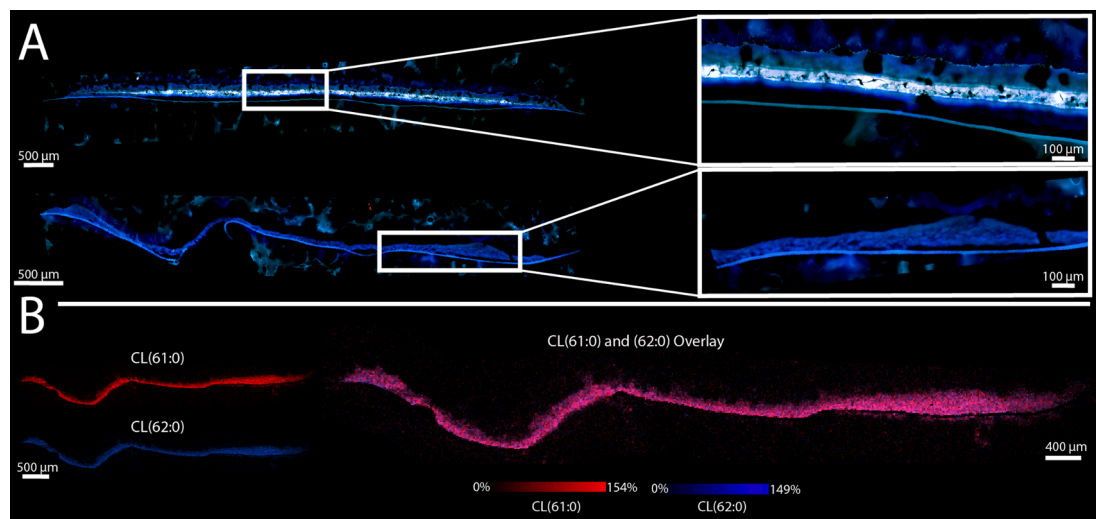 A
500 µm
100 µm
500 µm
100 µm
B
CL(61:0)
CL(62:0)
500 µm
CL(61:0) and (62:0) Overlay
400 µm
0% 154%
CL(61:0)
0% 149%
CL(62:0)